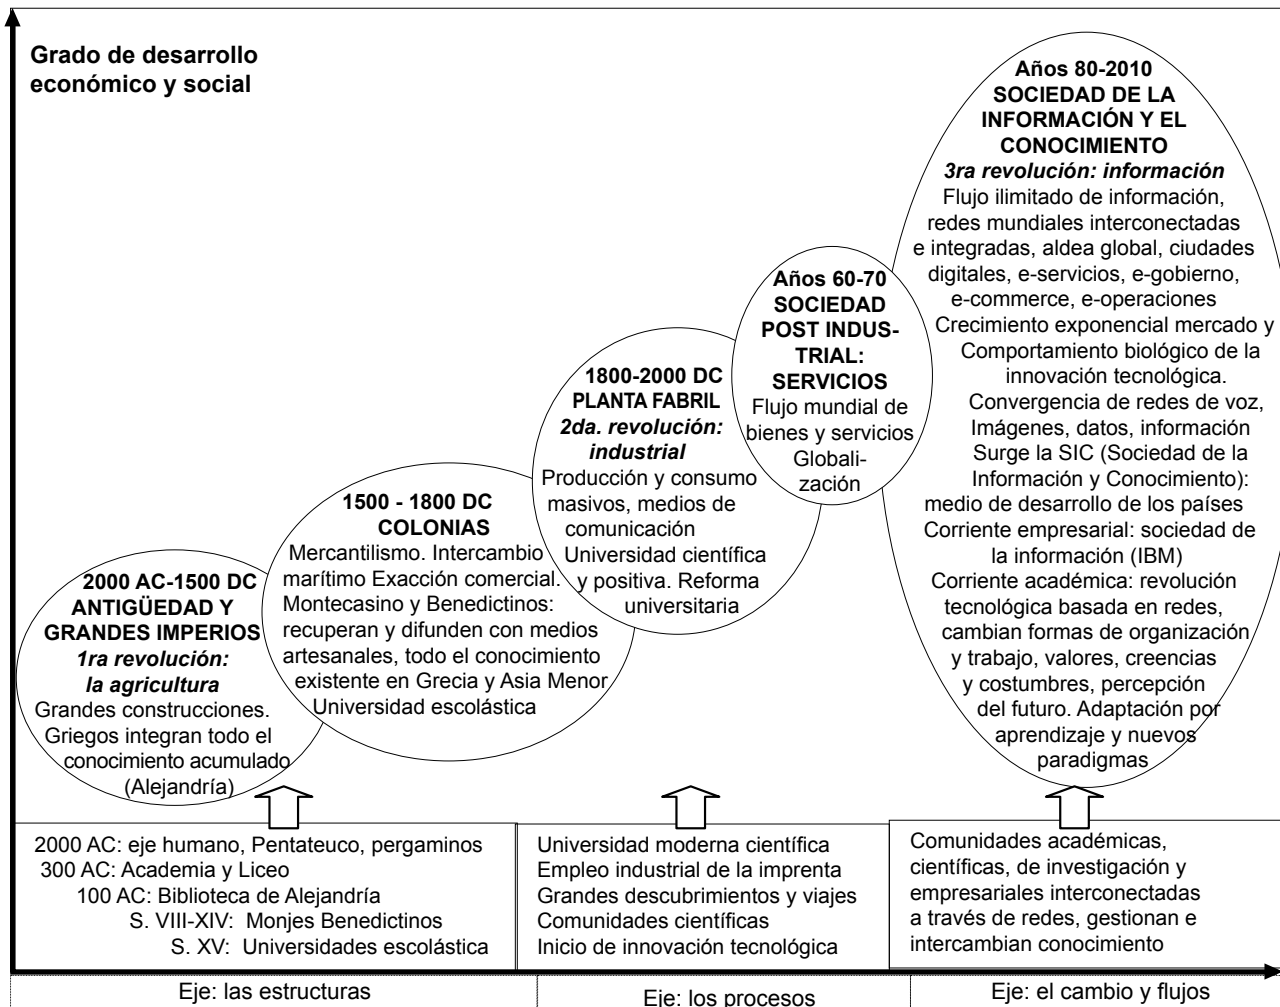 Grado de desarrollo
económico y social
2000 AC-1500 DC
ANTIGÜEDAD Y
GRANDES IMPERIOS
1ra revolución:
la agricultura
Grandes construcciones.
Griegos integran todo el
conocimiento acumulado
(Alejandría)
1500 - 1800 DC
COLONIAS
Mercantilismo. Intercambio
marítimo Exacción comercial.
Montecasino y Benedictinos:
recuperan y difunden con medios
artesanales, todo el conocimiento
existente en Grecia y Asia Menor
Universidad escolástica
1800-2000 DC
PLANTA FABRIL
2da. revolución:
industrial
Producción y consumo
masivos, medios de
comunicación
Universidad científica
y positiva. Reforma
universitaria
Años 60-70
SOCIEDAD
POST INDUS-
TRIAL:
SERVICIOS
Flujo mundial de
bienes y servicios
Globali-
zación
Años 80-2010
SOCIEDAD DE LA
INFORMACIÓN Y EL
CONOCIMIENTO
3ra revolución: información
Flujo ilimitado de información,
redes mundiales interconectadas
e integradas, aldea global, ciudades
digitales, e-servicios, e-gobierno,
e-commerce, e-operaciones
Crecimiento exponencial mercado y
Comportamiento biológico de la
innovación tecnológica.
Convergencia de redes de voz,
Imágenes, datos, información
Surge la SIC (Sociedad de la
Información y Conocimiento):
medio de desarrollo de los países
Corriente empresarial: sociedad de
la información (IBM)
Corriente académica: revolución
tecnológica basada en redes,
cambian formas de organización
y trabajo, valores, creencias
y costumbres, percepción
del futuro. Adaptación por
aprendizaje y nuevos
paradigmas
2000 AC: eje humano, Pentateuco, pergaminos
300 AC: Academia y Liceo
100 AC: Biblioteca de Alejandría
S. VIII-XIV: Monjes Benedictinos
S. XV: Universidades escolástica
Universidad moderna científica
Empleo industrial de la imprenta
Grandes descubrimientos y viajes
Comunidades científicas
Inicio de innovación tecnológica
Comunidades académicas,
científicas, de investigación y
empresariales interconectadas
a través de redes, gestionan e
intercambian conocimiento
Eje: las estructuras
Eje: los procesos
Eje: el cambio y flujos